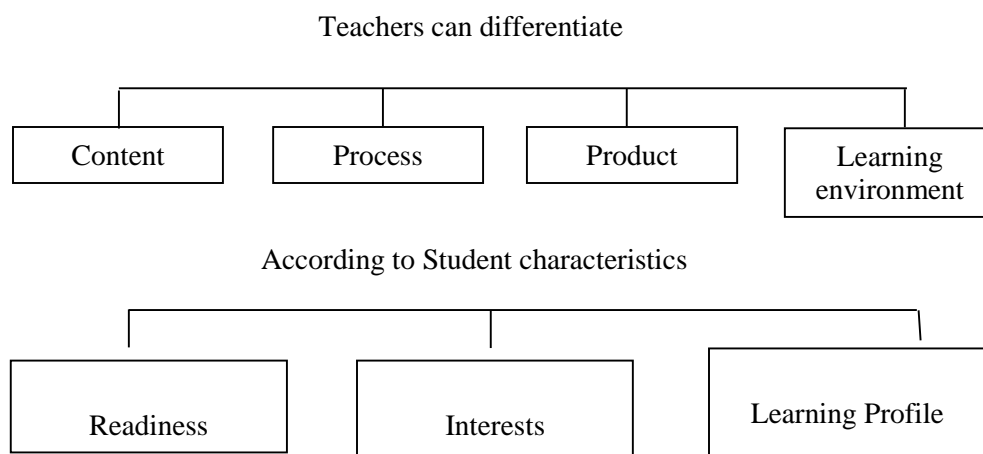 Teachers can differentiate
Content
Process
Product
Learning
environment
According to Student characteristics
Readiness
Interests
Learning Profile